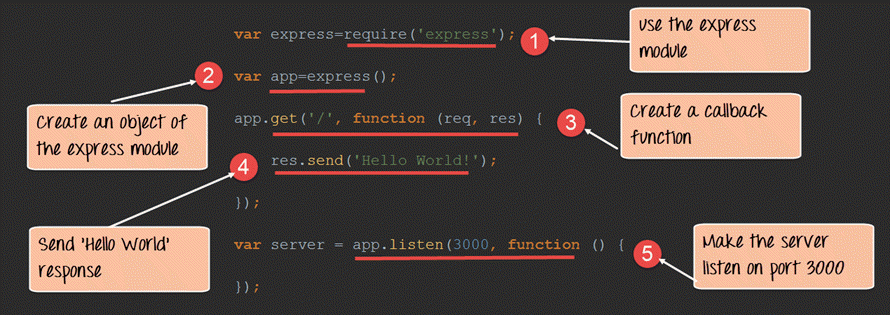 use the express
module
var express=require('express');
1
2
var app=express();
Create an object of
the express module
app.get('/', function (req, res) {
3
Create a callback
function
4
res.send('Hello World!');
});
Send 'Hello World'
response
var server = app.listen(3000, function () {
5
Make the server
listen on port 3000
});